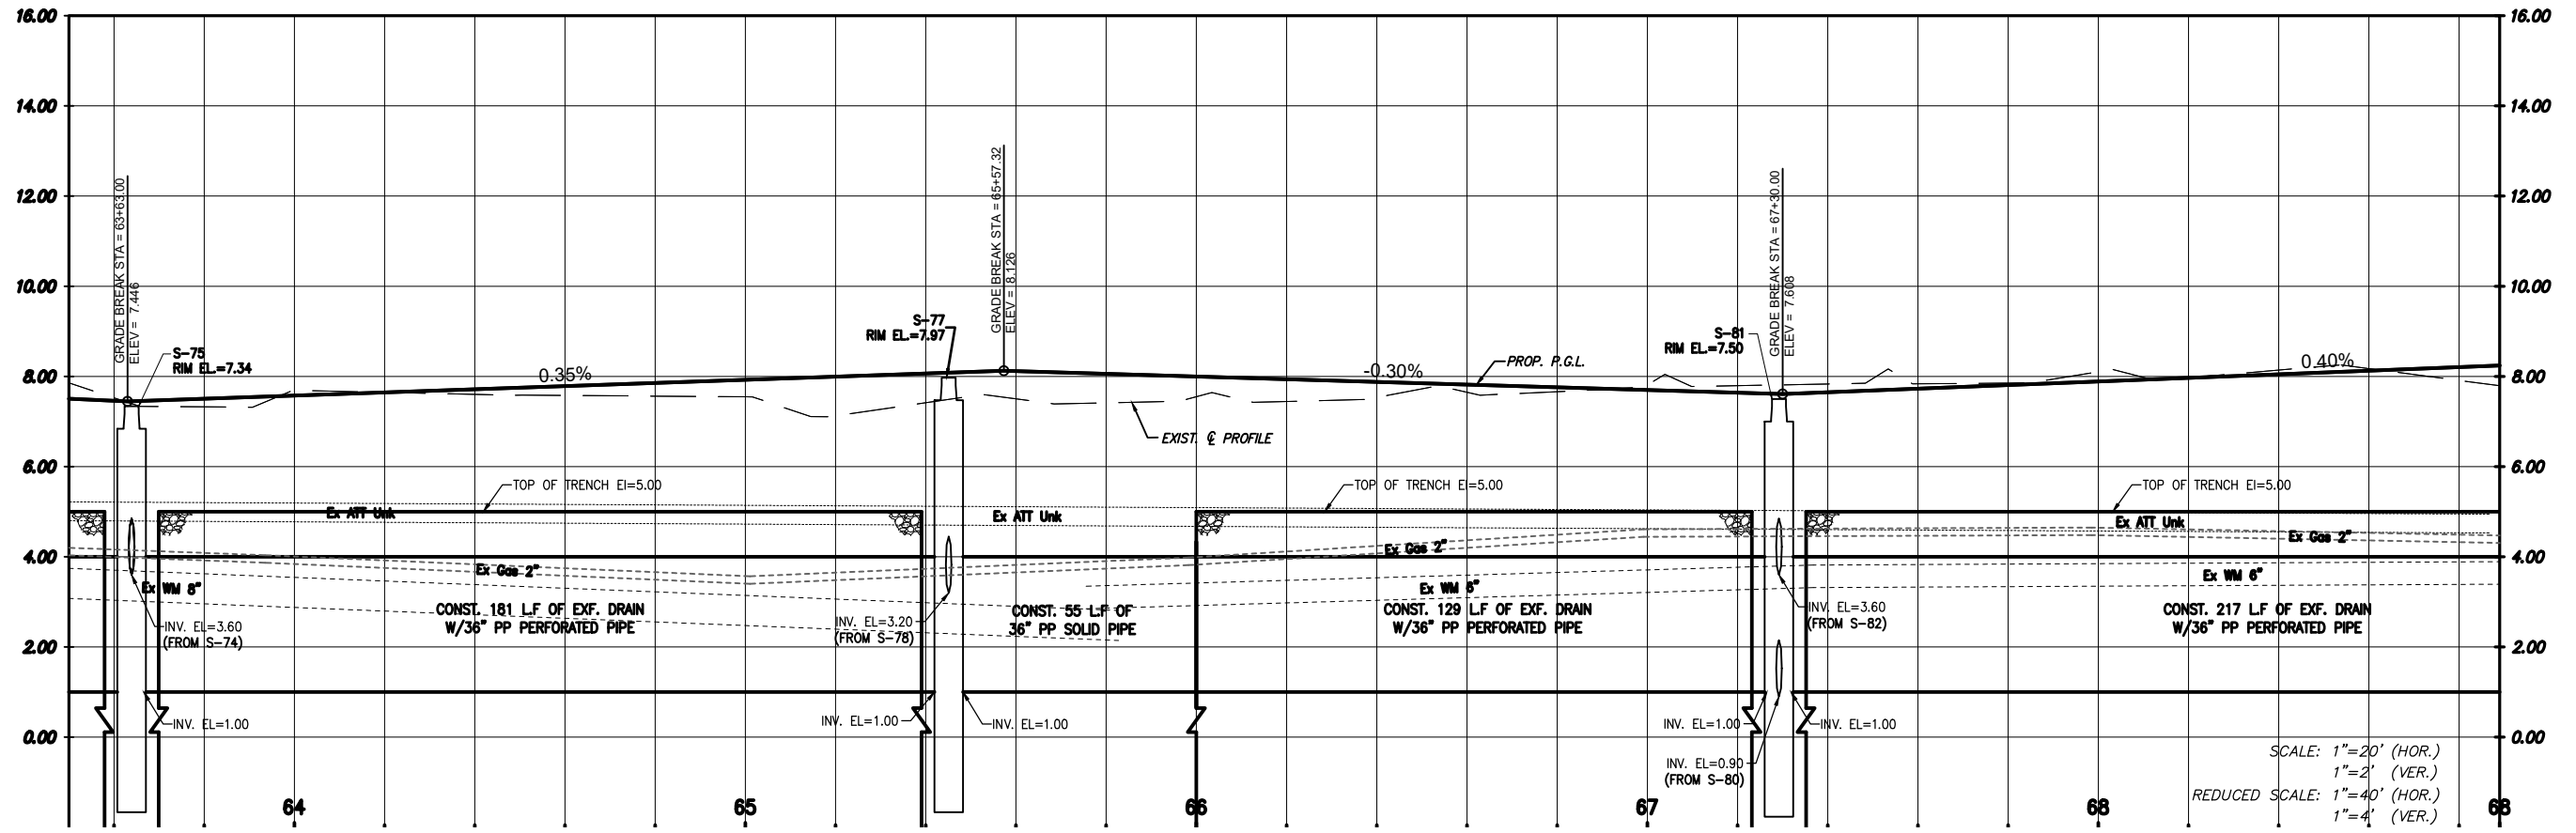 16.00
16.00
14.00
14.00
12.00
12.00
10.00
10.00
8.00
8.00
6.00
6.00
4.00
4.00
2.00
2.00
0.00
0.00
GRADE BREAK STA = 63+63.00
ELEV = 7.446
S-75
RIM EL.=7.34
0.35%
S-77
RIM EL.=7.97
GRADE BREAK STA = 65+57.32
ELEV = 8.126
-0.30%
PROP. P.G.L.
EXIST. ℄ PROFILE
S-81
RIM EL.=7.50
GRADE BREAK STA = 67+30.00
ELEV = 7.608
0.40%
TOP OF TRENCH El=5.00
TOP OF TRENCH El=5.00
TOP OF TRENCH El=5.00
Ex ATT Unk
Ex ATT Unk
Ex ATT Unk
Ex Gas 2"
Ex Gas 2"
Ex Gas 2"
Ex WM 8"
Ex WM 6"
Ex WM 6"
INV. EL=3.60
(FROM S-74)
CONST. 181 L.F OF EXF. DRAIN
W/36" PP PERFORATED PIPE
INV. EL=3.20
(FROM S-78)
CONST. 55 L.F OF
36" PP SOLID PIPE
CONST. 129 L.F OF EXF. DRAIN
W/36" PP PERFORATED PIPE
INV. EL=3.60
(FROM S-82)
CONST. 217 L.F OF EXF. DRAIN
W/36" PP PERFORATED PIPE
INV. EL=1.00
INV. EL=1.00
INV. EL=1.00
INV. EL=1.00
INV. EL=1.00
INV. EL=0.90
(FROM S-80)
SCALE: 1"=20' (HOR.)
1"=2' (VER.)
REDUCED SCALE: 1"=40' (HOR.)
1"=4' (VER.)
64
65
66
67
68
68